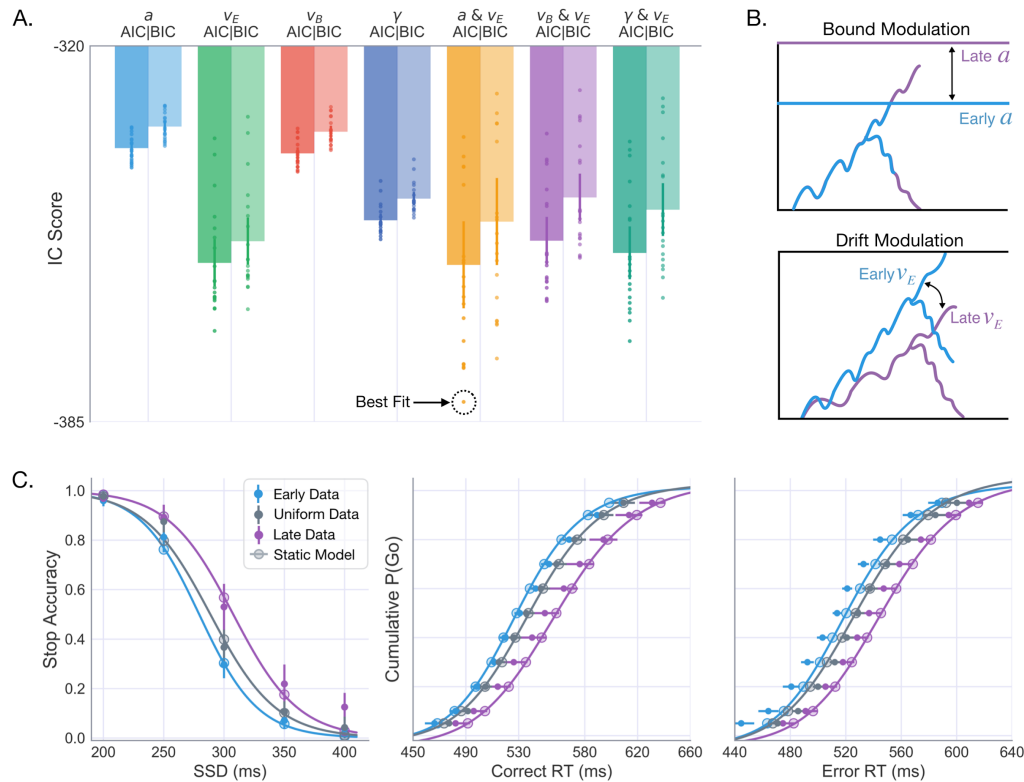 A.
a
AIC|BIC
v_E
AIC|BIC
v_B
AIC|BIC
γ
AIC|BIC
a & v_E
AIC|BIC
v_B & v_E
AIC|BIC
γ & v_E
AIC|BIC
-320
IC Score
-385
Best Fit
B.
Bound Modulation
Late a
Early a
Drift Modulation
Early v_E
Late v_E
C.
Stop Accuracy
1.0
0.8
0.6
0.4
0.2
0.0
200 250 300 350 400
SSD (ms)
Early Data
Uniform Data
Late Data
Static Model
Cumulative P(Go)
450 490 530 570 600 660
Correct RT (ms)
440 480 520 560 600 640
Error RT (ms)